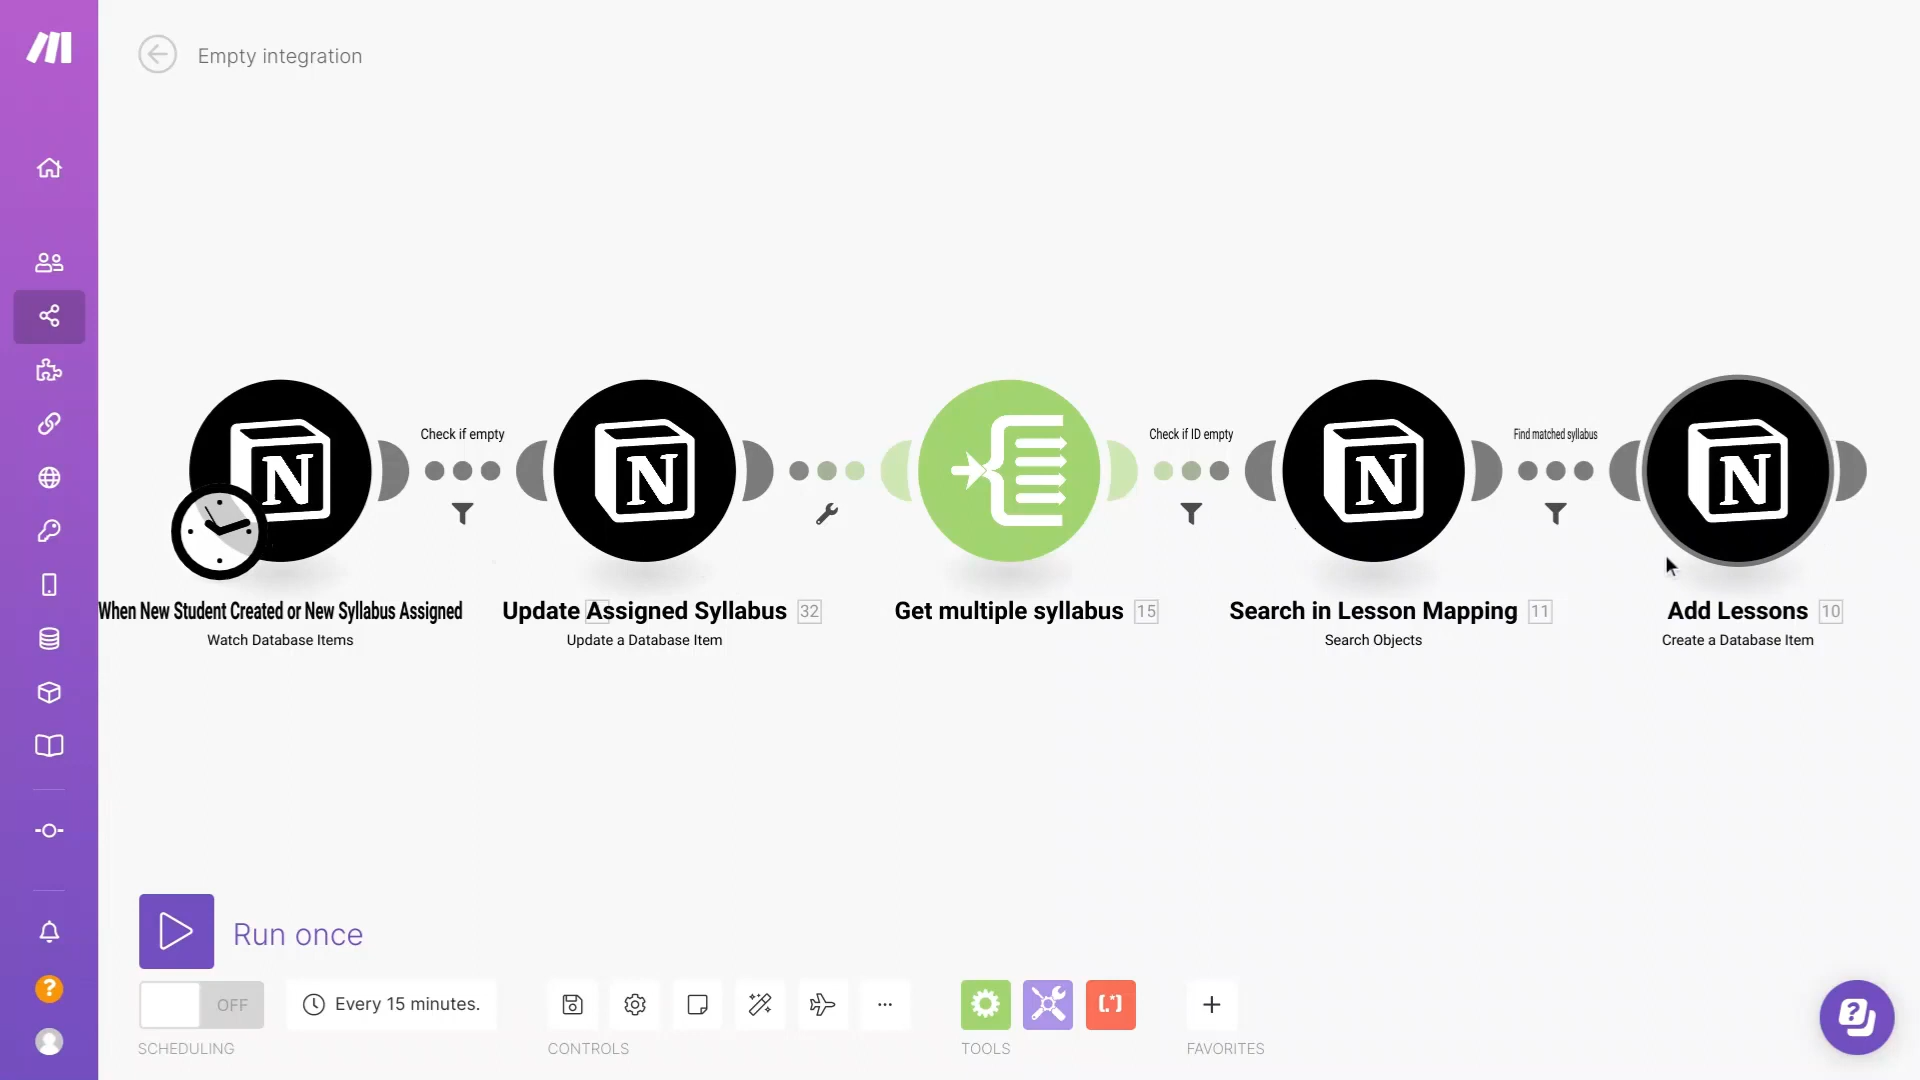 Empty integration
Check if empty
Check if ID empty
Find matched syllabus
N
N
N
N
When New Student Created or New Syllabus Assigned
Watch Database Items
Update Assigned Syllabus 32
Update a Database Item
Get multiple syllabus 15
Search in Lesson Mapping 11
Search Objects
Add Lessons 10
Create a Database Item
Run once
OFF
Every 15 minutes.
SCHEDULING
CONTROLS
TOOLS
FAVORITES